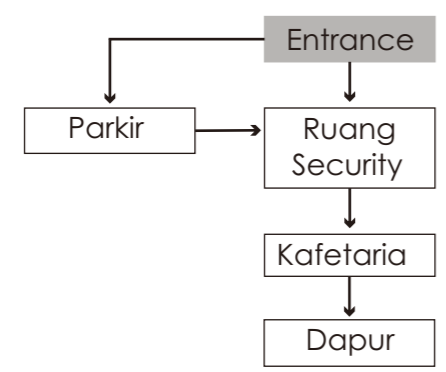 Entrance
Parkir
Ruang
Security
Kafetaria
Dapur